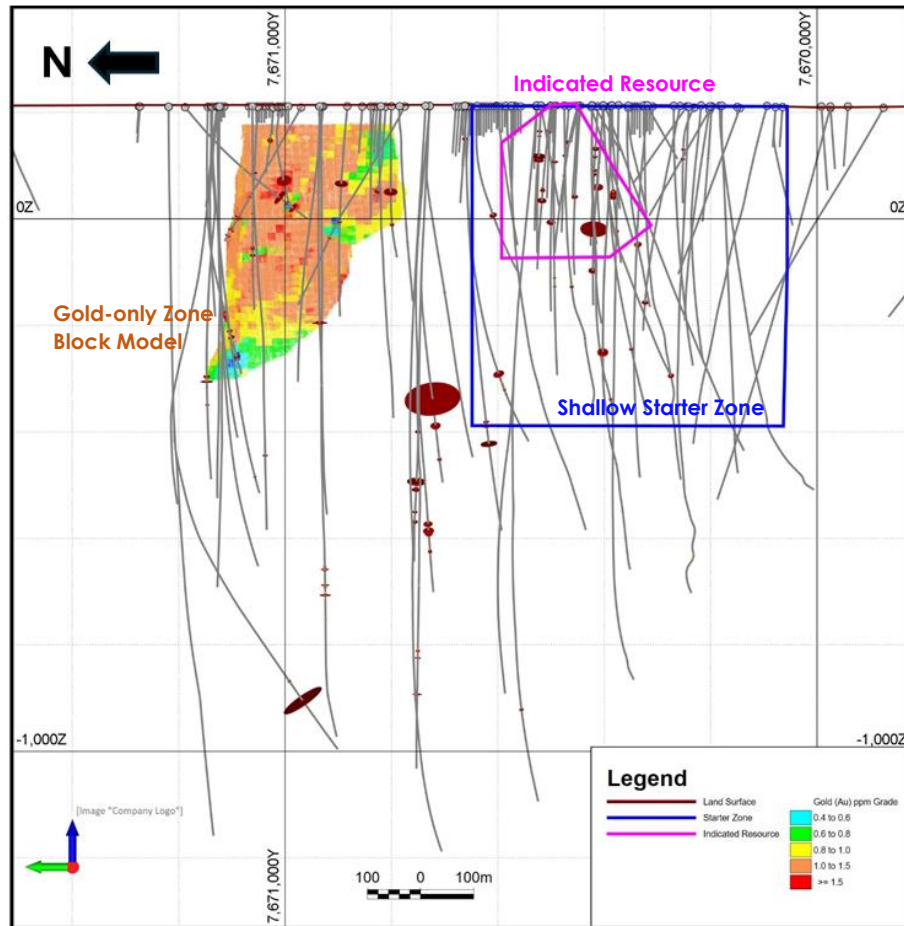 N
7,671,000Y
7,670,000Y
Indicated Resource
0Z
0Z
Gold-only Zone
Block Model
Shallow Starter Zone
-1,000Z
-1,000Z
[Image "Company Logo"]
7,671,000Y
100 0 100m
Legend
Land Surface
Starter Zone
Indicated Resource
Gold (Au) ppm Grade
0.4 to 0.6
0.6 to 0.8
0.8 to 1.0
1.0 to 1.5
>= 1.5